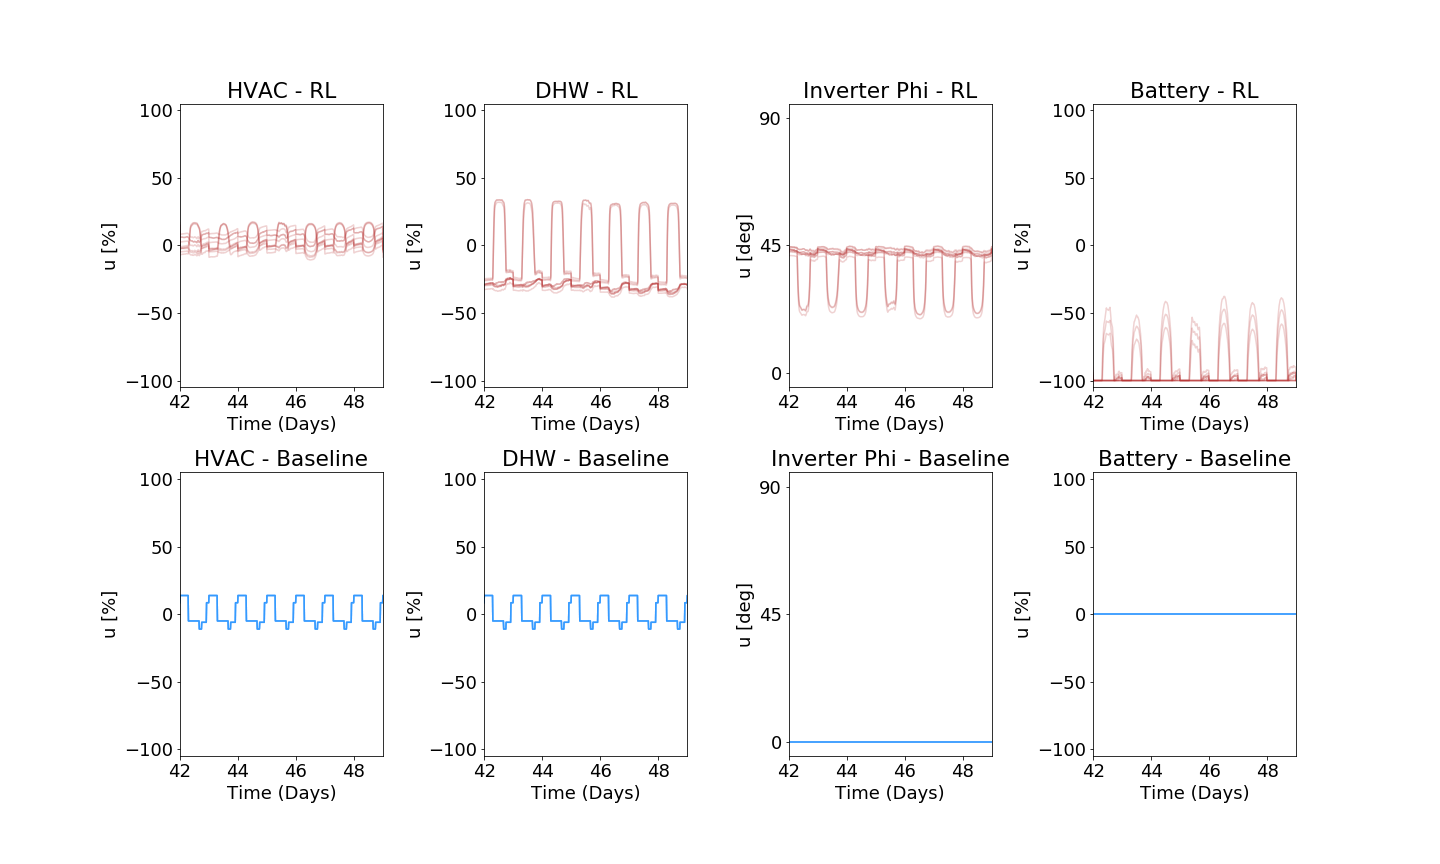 HVAC - RL
DHW - RL
Inverter Phi - RL
Battery - RL
100
50
0
−50
−100
u [%]
42 44 46 48
Time (Days)
100
50
0
−50
−100
u [%]
42 44 46 48
Time (Days)
90
45
0
u [deg]
42 44 46 48
Time (Days)
100
50
0
−50
−100
u [%]
42 44 46 48
Time (Days)
HVAC - Baseline
DHW - Baseline
Inverter Phi - Baseline
Battery - Baseline
100
50
0
−50
−100
u [%]
42 44 46 48
Time (Days)
100
50
0
−50
−100
u [%]
42 44 46 48
Time (Days)
90
45
0
u [deg]
42 44 46 48
Time (Days)
100
50
0
−50
−100
u [%]
42 44 46 48
Time (Days)